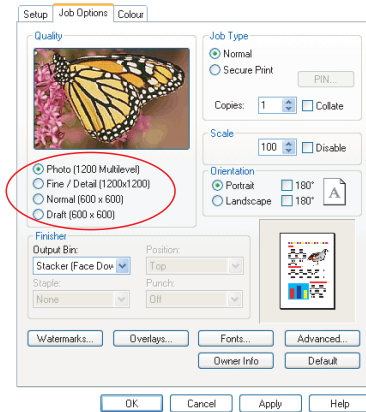 Setup Job Options Colour
Quality
Photo (1200 Multilevel)
Fine / Detail (1200x1200)
Normal (600 x 600)
Draft (600 x 600)
Job Type
Normal
Secure Print
PIN...
Copies: 1 Collate
Scale
100 Disable
Orientation
Portrait 180°
Landscape 180°
A
Finisher
Output Bin: Position:
Stacker (Face Dow Top
Staple: Punch:
None Off
Watermarks... Overlays... Fonts... Advanced...
Owner Info Default
OK Cancel Apply Help